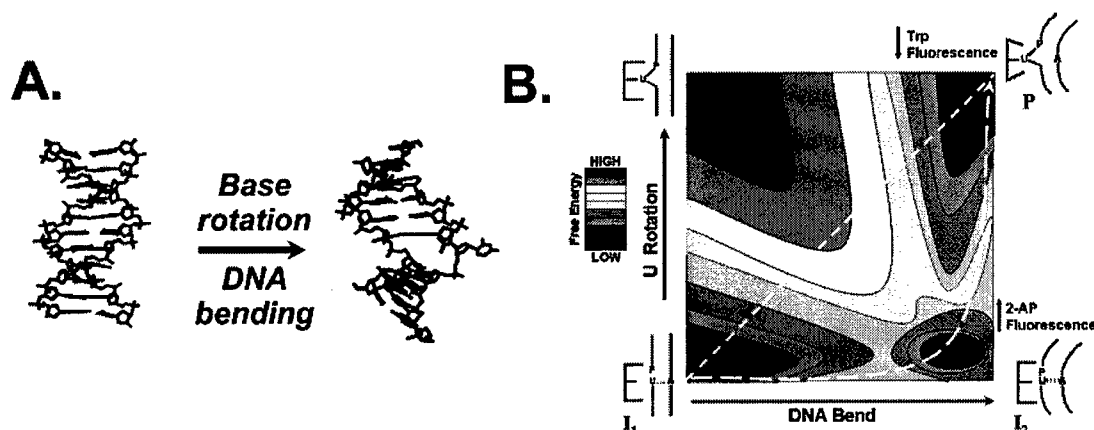 A.
Base
rotation
DNA
bending
B.
Trp
Fluorescence
P
HIGH
Free Energy
LOW
U Rotation
2-AP
Fluorescence
DNA Bend
I₁
I₂